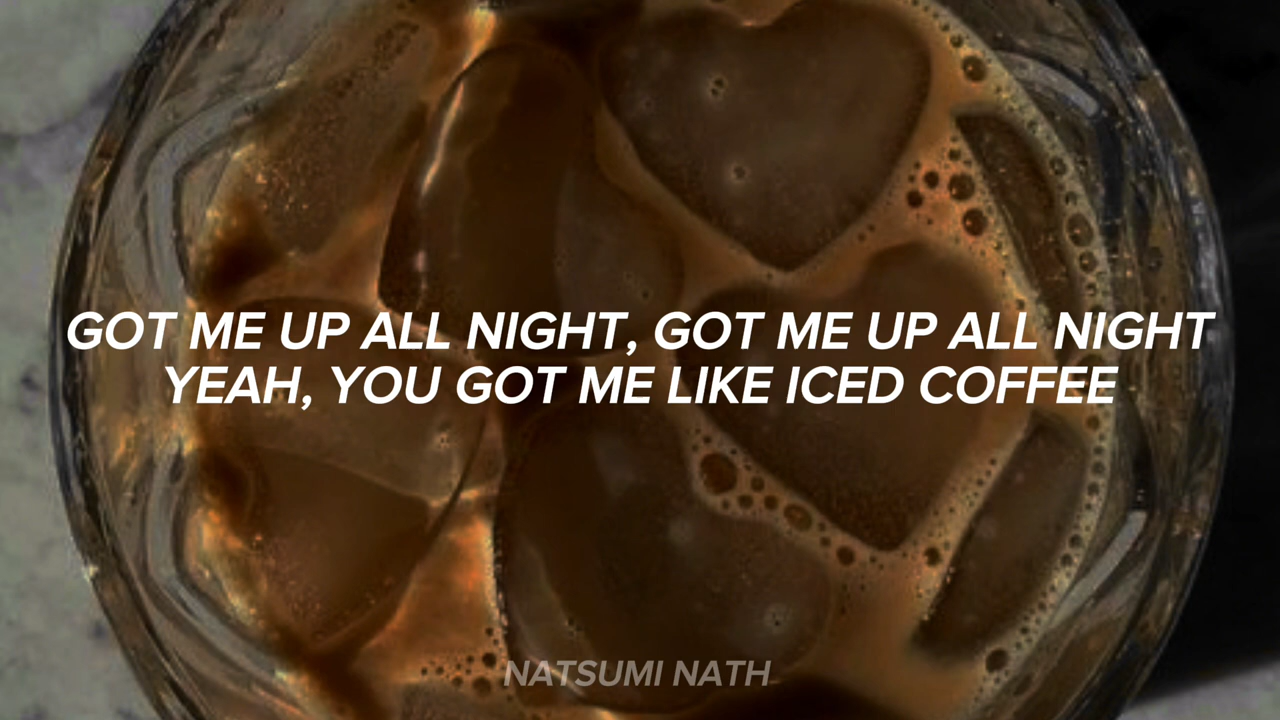 GOT ME UP ALL NIGHT, GOT ME UP ALL NIGHT
YEAH, YOU GOT ME LIKE ICED COFFEE
NATSUMI NATH